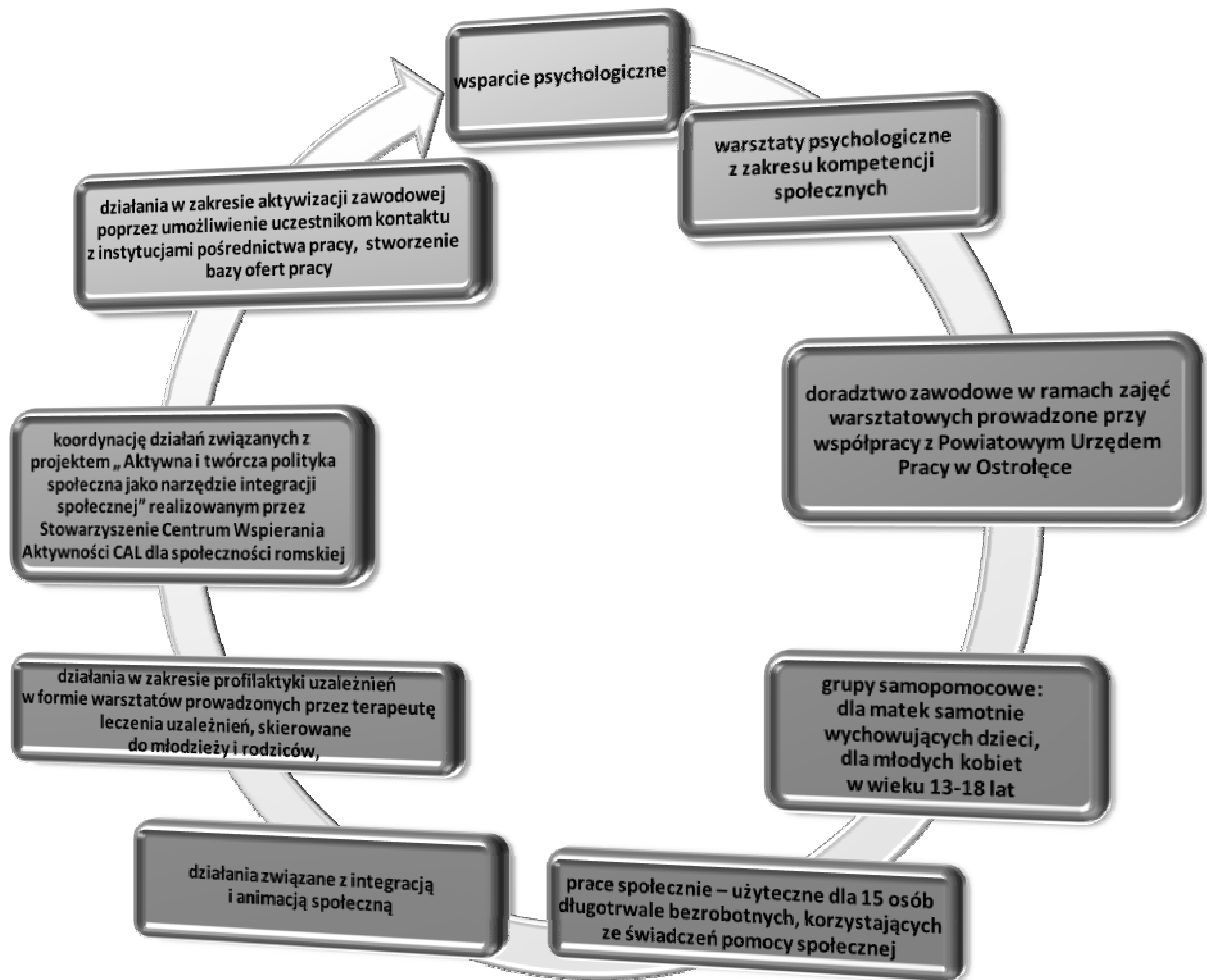 wsparcie psychologiczne
warsztaty psychologiczne
z zakresu kompetencji
społecznych
doradztwo zawodowe w ramach zajęć
warsztatowych prowadzone przy
współpracy z Powiatowym Urzędem
Pracy w Ostrołęce
grupy samopomocowe:
dla matek samotnie
wychowujących dzieci,
dla młodych kobiet
w wieku 13-18 lat
prace społecznie – użyteczne dla 15 osób
długotrwale bezrobotnych, korzystających
ze świadczeń pomocy społecznej
działania związane z integracją
i animacją społeczną
działania w zakresie profilaktyki uzależnień
w formie warsztatów prowadzonych przez terapeutę
leczenia uzależnień, skierowane
do młodzieży i rodziców,
koordynację działań związanych z
projektem „Aktywna i twórcza polityka
społeczna jako narzędzie integracji
społecznej” realizowanym przez
Stowarzyszenie Centrum Wspierania
Aktywności CAL dla społeczności romskiej
działania w zakresie aktywizacji zawodowej
poprzez umożliwienie uczestnikom kontaktu
z instytucjami pośrednictwa pracy, stworzenie
bazy ofert pracy